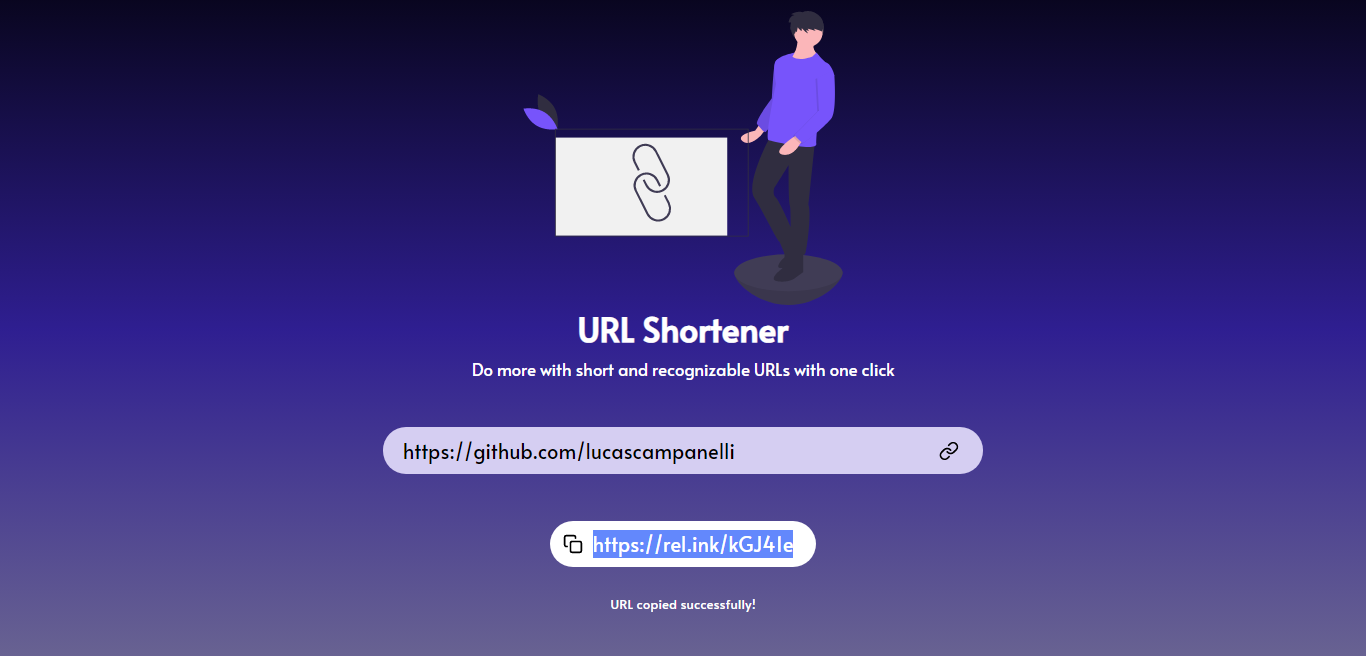 URL Shortener
Do more with short and recognizable URLs with one click
https://github.com/lucascampanelli
https://rel.ink/kGJ41e
URL copied successfully!